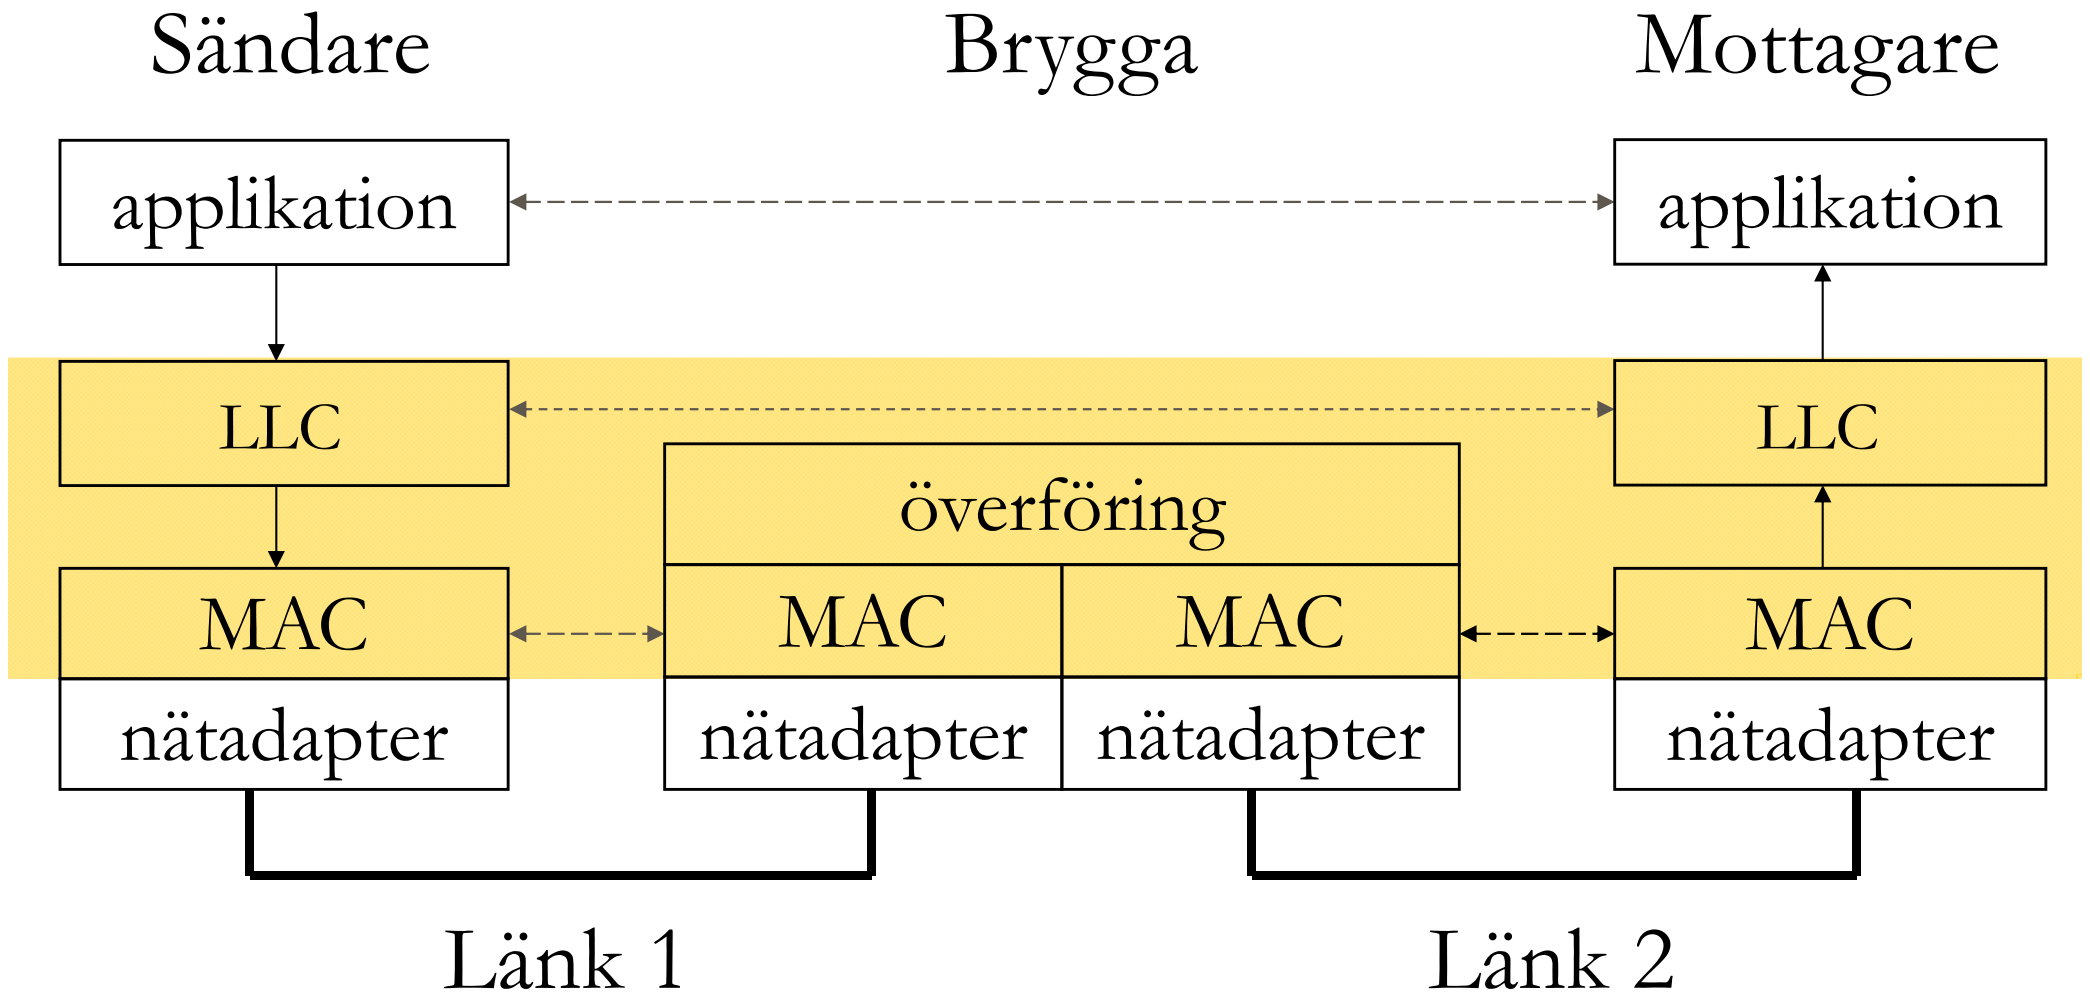 Sändare
Brygga
Mottagare
applikation
applikation
LLC
LLC
överföring
MAC
MAC
MAC
MAC
nätadapter
nätadapter
nätadapter
nätadapter
Länk 1
Länk 2